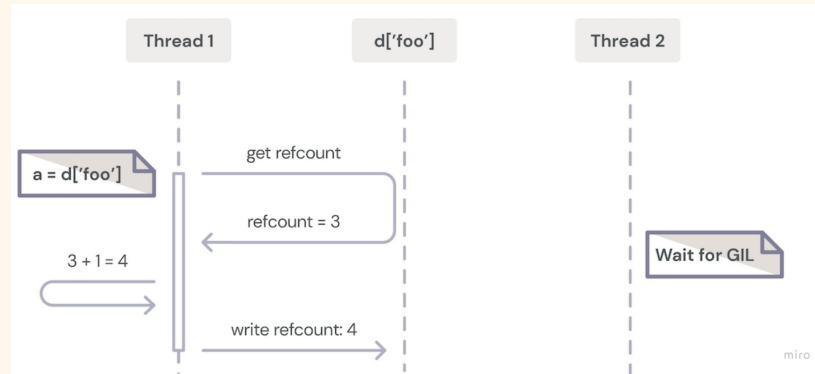 Thread 1
d['foo']
Thread 2
get refcount
a = d['foo']
refcount = 3
Wait for GIL
3 + 1 = 4
write refcount: 4
miro